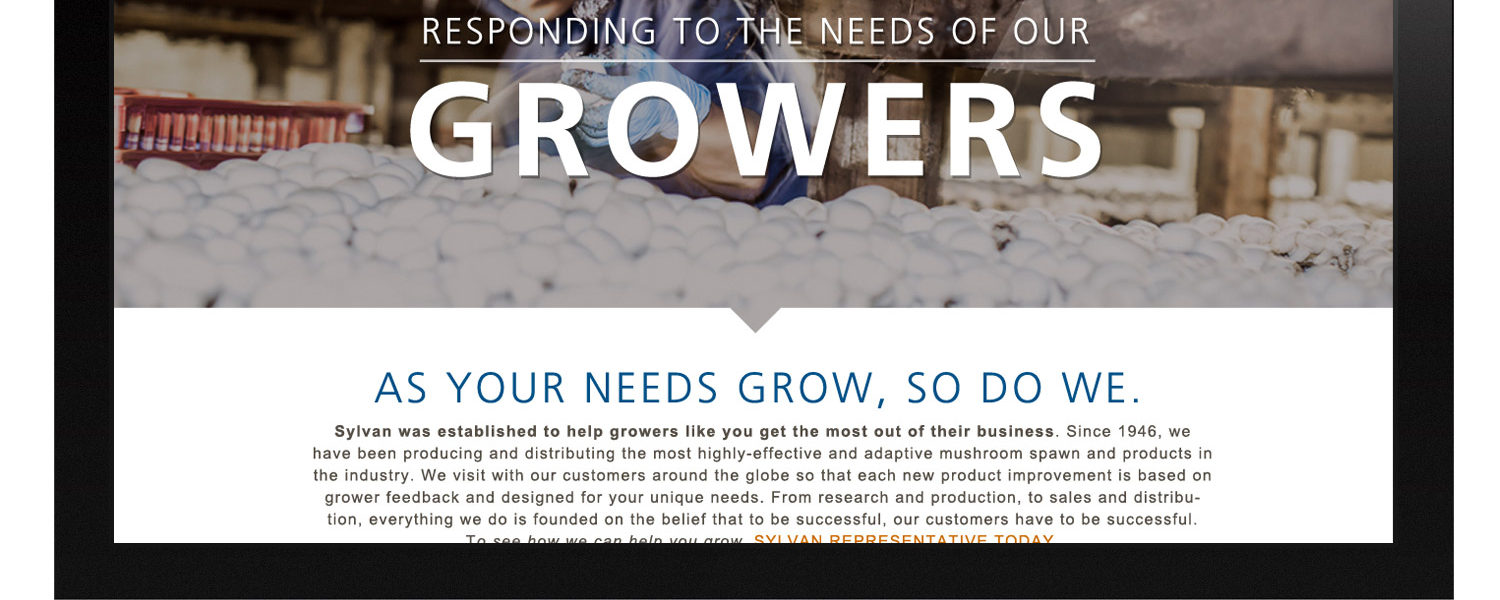 RESPONDING TO THE NEEDS OF OUR
GROWERS
AS YOUR NEEDS GROW, SO DO WE.
Sylvan was established to help growers like you get the most out of their business. Since 1946, we
have been producing and distributing the most highly-effective and adaptive mushroom spawn and products in
the industry. We visit with our customers around the globe so that each new product improvement is based on
grower feedback and designed for your unique needs. From research and production, to sales and distribu-
tion, everything we do is founded on the belief that to be successful, our customers have to be successful.
To see how we can help you grow, SYLVAN REPRESENTATIVE TODAY